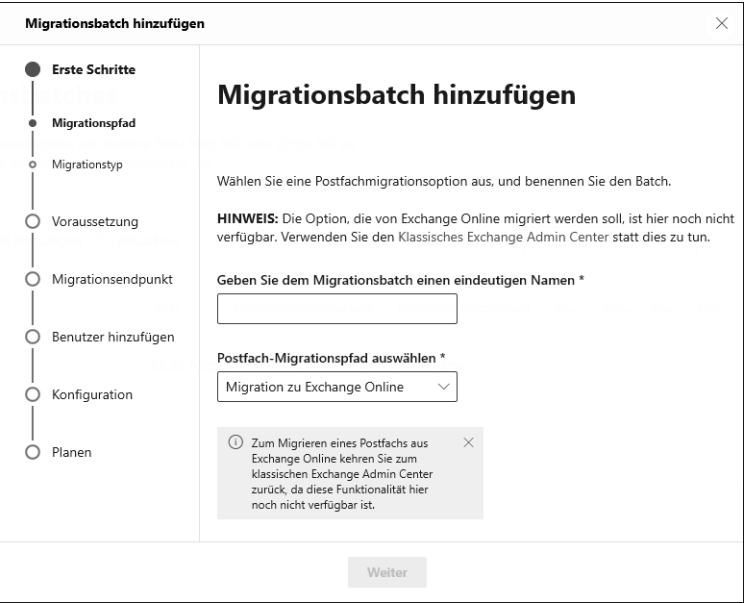 Migrationsbatch hinzufügen
Erste Schritte
Migrationspfad
Migrationstyp
Voraussetzung
Migrationsendpunkt
Benutzer hinzufügen
Konfiguration
Planen
Migrationsbatch hinzufügen
Wählen Sie eine Postfachmigrationsoption aus, und benennen Sie den Batch.
HINWEIS: Die Option, die von Exchange Online migriert werden soll, ist hier noch nicht
verfügbar. Verwenden Sie den Klassisches Exchange Admin Center statt dies zu tun.
Geben Sie dem Migrationsbatch einen eindeutigen Namen *
Postfach-Migrationspfad auswählen *
Migration zu Exchange Online
Zum Migrieren eines Postfachs aus
Exchange Online kehren Sie zum
klassischen Exchange Admin Center
zurück, da diese Funktionalität hier
noch nicht verfügbar ist.
Weiter